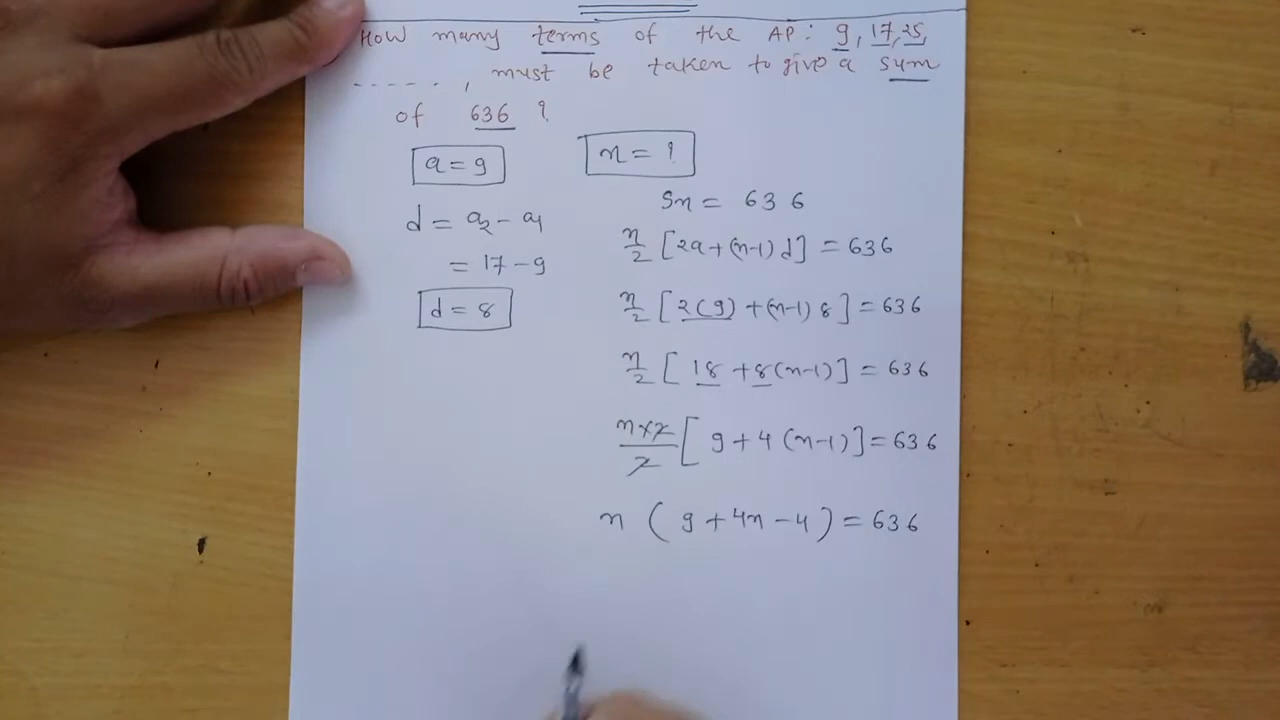 How many terms of the AP: 9, 17, 25,
-----, must be taken to give a sum
of 636 ?
a = 9
n = ?
d = a2 - a1
= 17 - 9
d = 8
Sn = 636
n/2 [2a + (n-1) d] = 636
n/2 [2(9) + (n-1) 8] = 636
n/2 [18 + 8(n-1)] = 636
n×2/2 [9 + 4 (n-1)] = 636
n (9 + 4n - 4) = 636